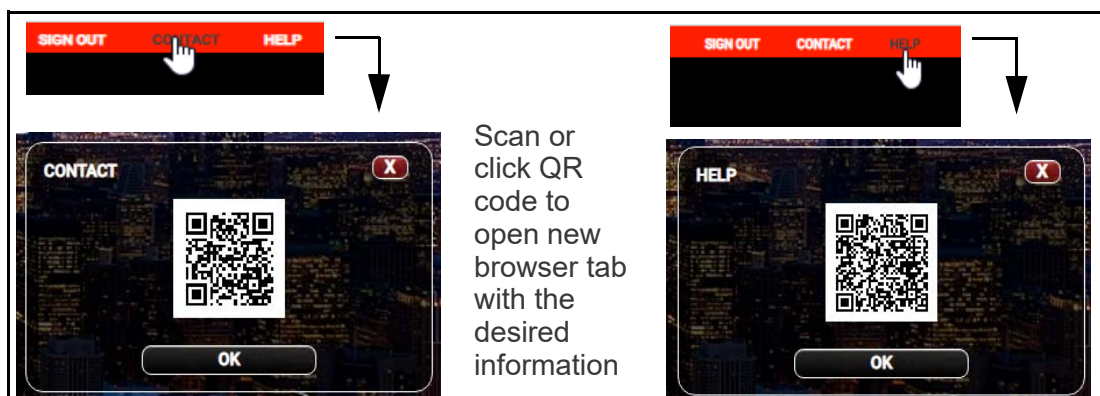 SIGN OUT CONTACT HELP
CONTACT
X
OK
Scan or
click QR
code to
open new
browser tab
with the
desired
information
SIGN OUT CONTACT HELP
HELP
X
OK